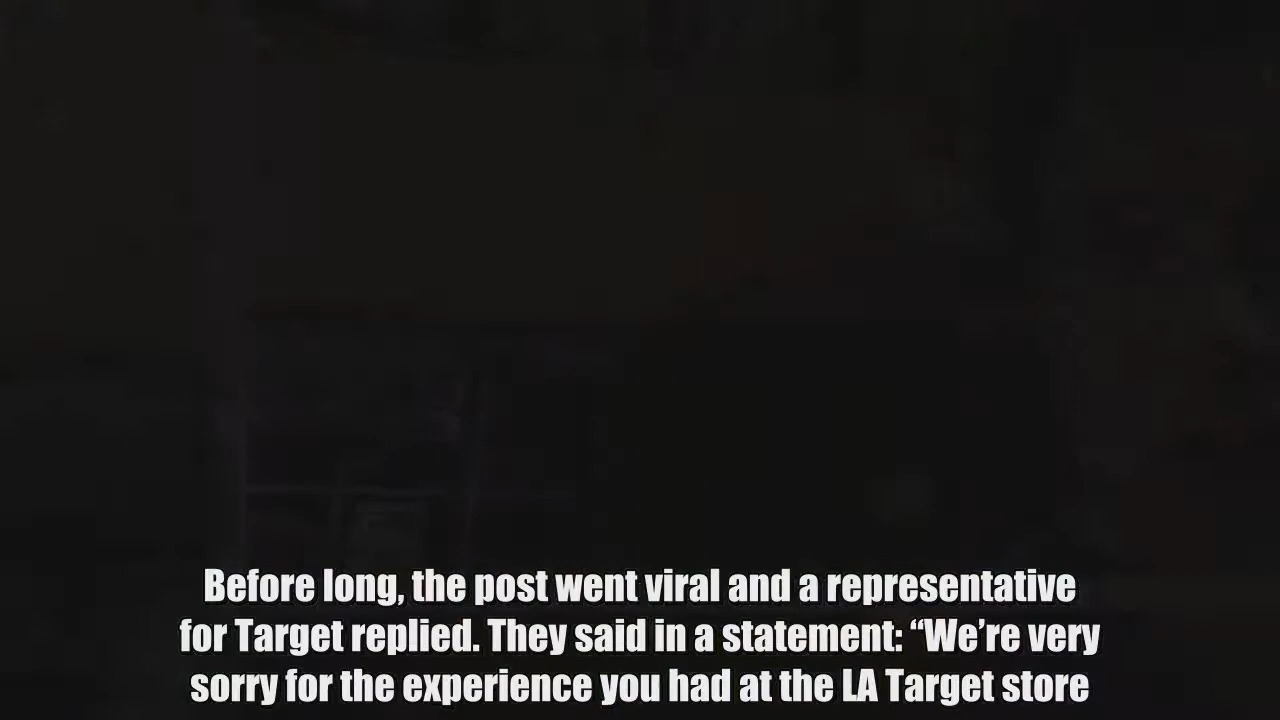 Before long, the post went viral and a representative
for Target replied. They said in a statement: “We’re very
sorry for the experience you had at the LA Target store